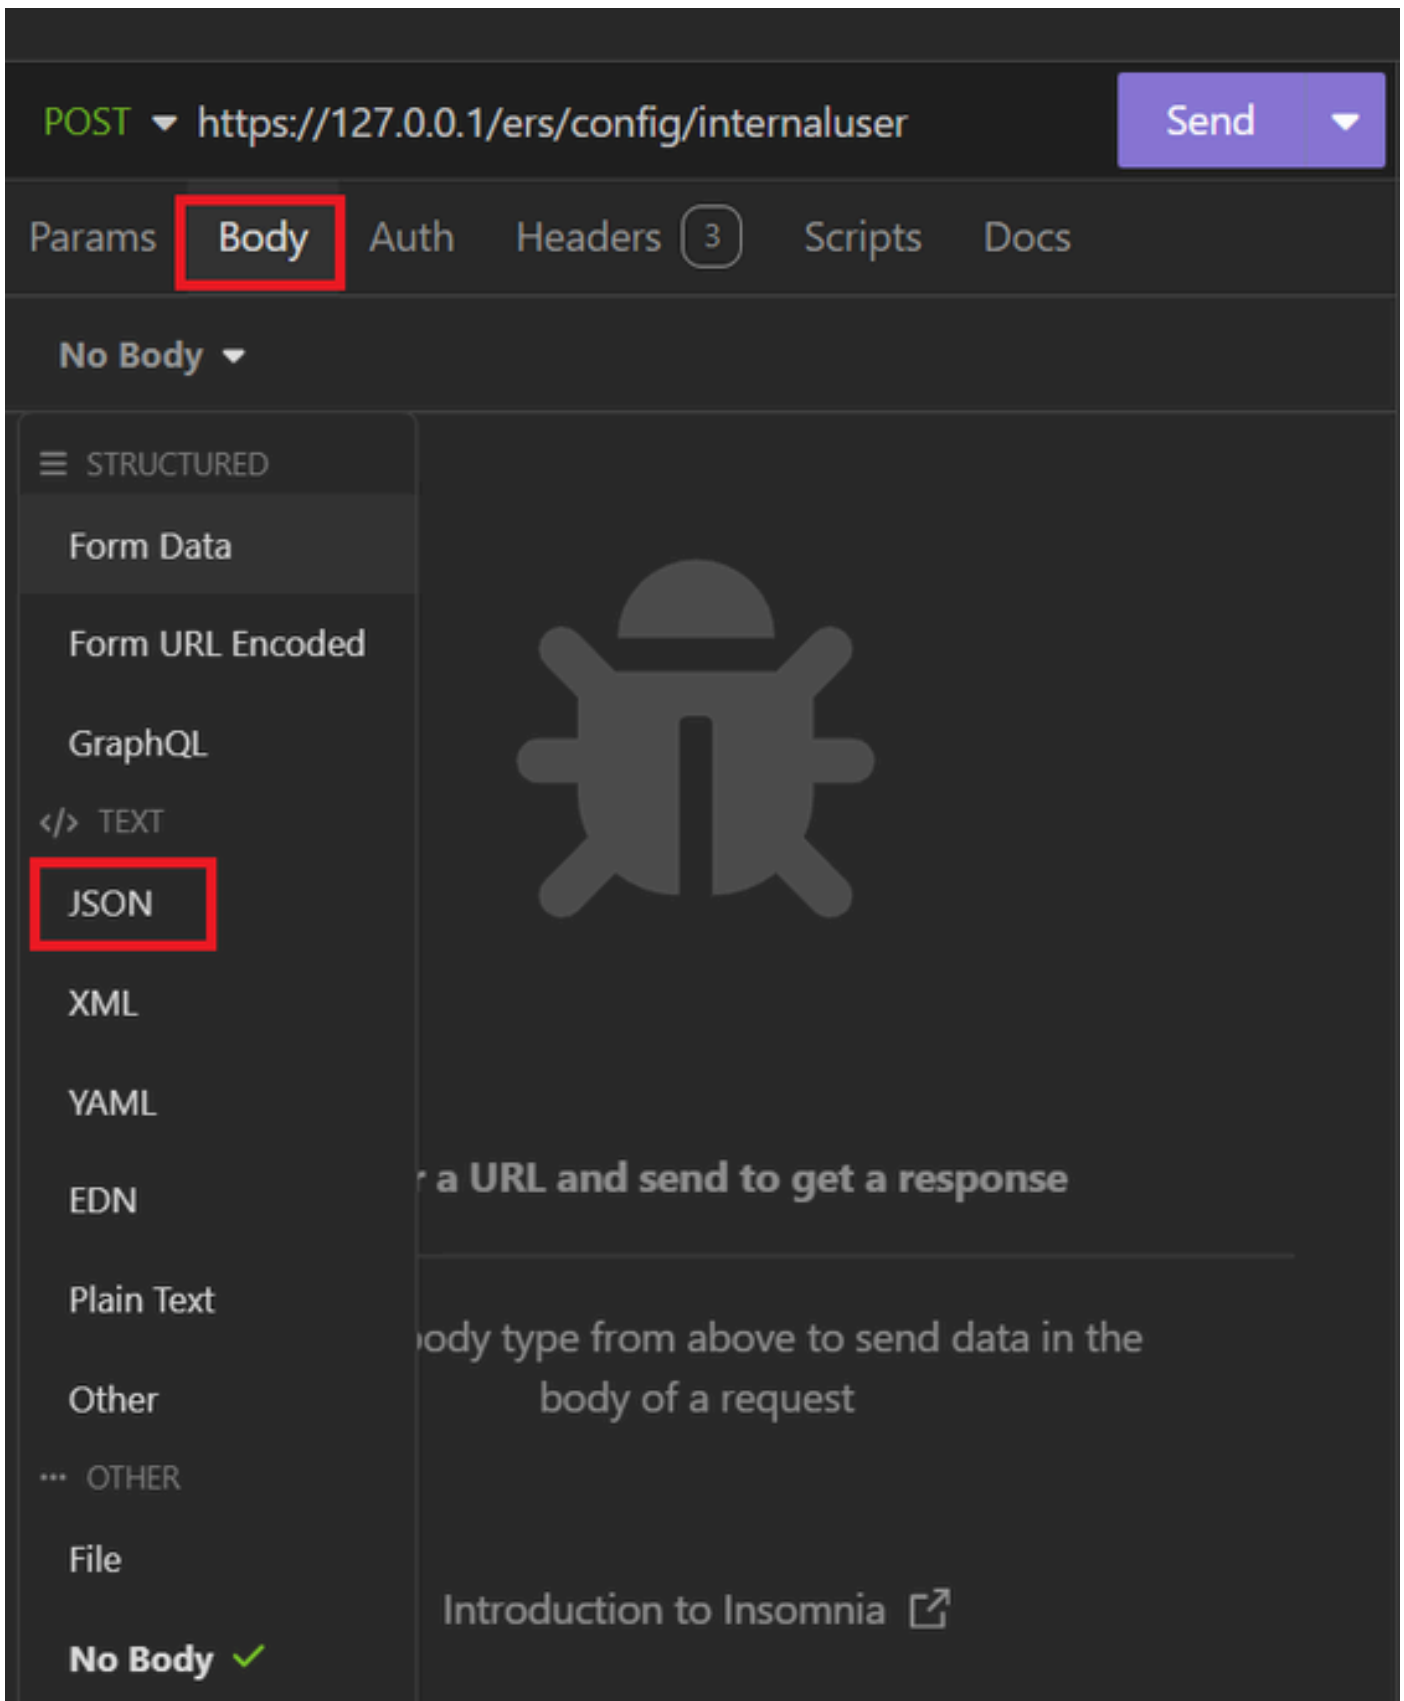 POST https://127.0.0.1/ers/config/internaluser Send
Params Body Auth Headers 3 Scripts Docs
No Body
STRUCTURED
Form Data
Form URL Encoded
GraphQL
</> TEXT
JSON
XML
YAML
EDN
Plain Text
Other
OTHER
File
No Body
a URL and send to get a response
type from above to send data in the
body of a request
Introduction to Insomnia